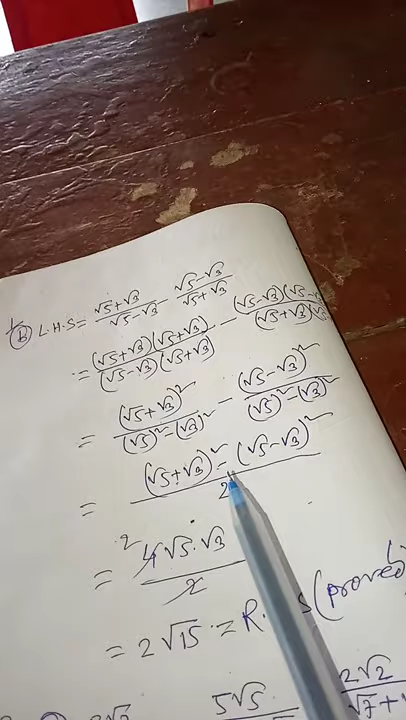 (B) L.H.S = (√5+√3)/(√5-√3) - (√5-√3)/(√5+√3)
= (√5+√3)(√5+√3)/(√5-√3)(√5+√3) - (√5-√3)(√5-√3)/(√5+√3)(√5
= (√5+√3)²/(√5)²-(√3)² - (√5-√3)²/(√5)²-(√3)²
= (√5+√3)² - (√5-√3)²/2
= ²4√5·√3/2
= 2√15 = R. S (proved)
5√5 2√2
√7+